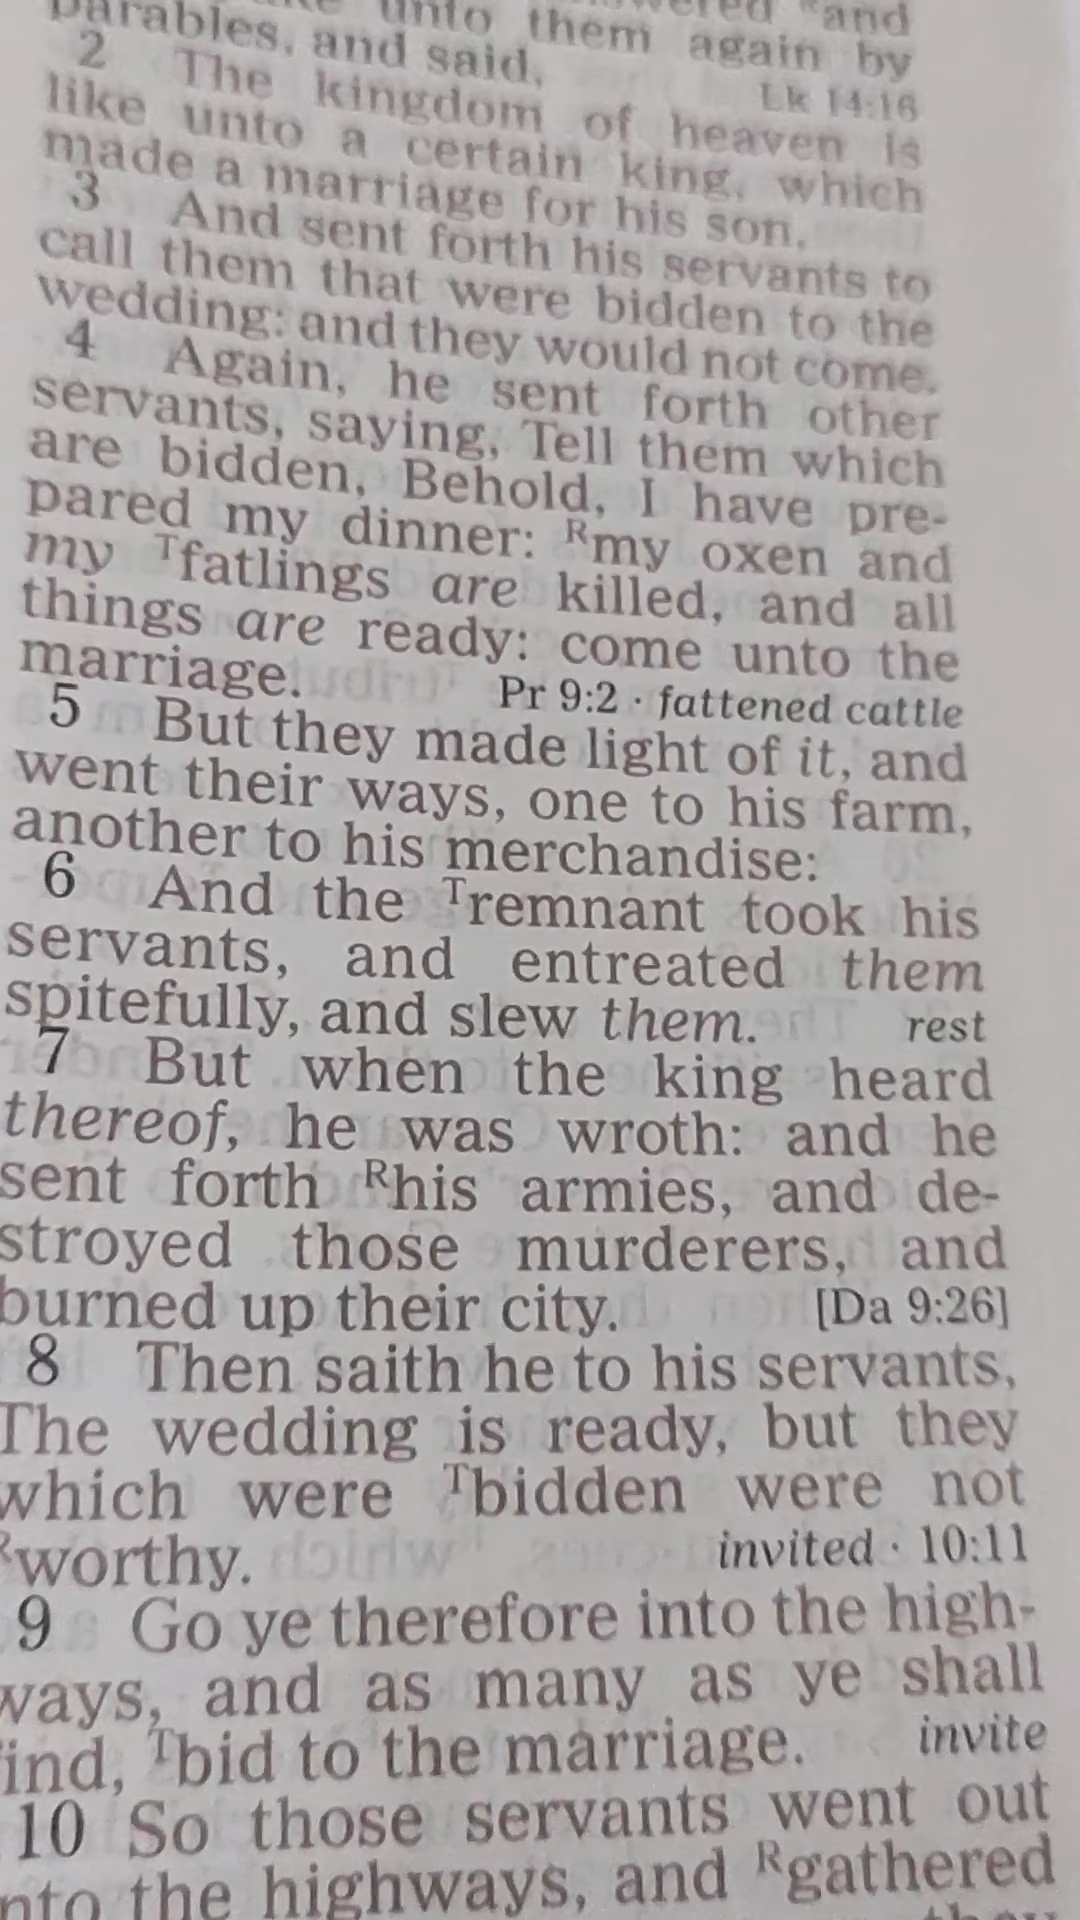 unto them again by
parables, and said,
Lk 14:16
2 The kingdom of heaven is
like unto a certain king, which
made a marriage for his son,
3 And sent forth his servants to
call them that were bidden to the
wedding: and they would not come.
4 Again, he sent forth other
servants, saying, Tell them which
are bidden, Behold, I have pre-
pared my dinner: ᴿmy oxen and
my ᵀfatlings are killed, and all
things are ready: come unto the
marriage. Pr 9:2 · fattened cattle
5 But they made light of it, and
went their ways, one to his farm,
another to his merchandise:
6 And the ᵀremnant took his
servants, and entreated them
spitefully, and slew them. rest
7 But when the king heard
thereof, he was wroth: and he
sent forth ᴿhis armies, and de-
stroyed those murderers, and
burned up their city. [Da 9:26]
8 Then saith he to his servants,
The wedding is ready, but they
which were ᵀbidden were not
ᴿworthy. invited · 10:11
9 Go ye therefore into the high-
ways, and as many as ye shall
ind, ᵀbid to the marriage. invite
10 So those servants went out
nto the highways, and ᴿgathered